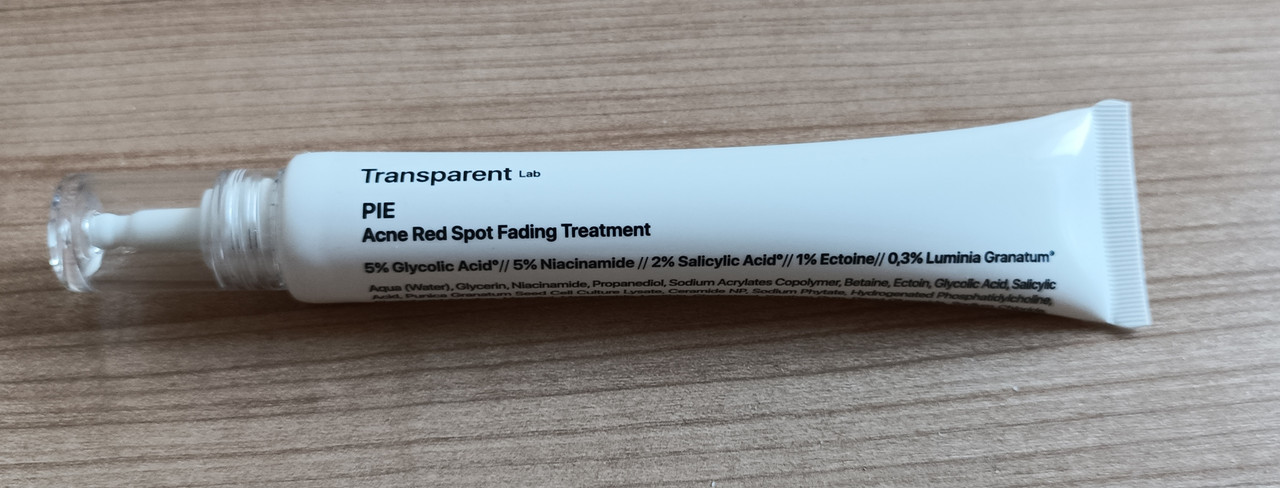 Transparent Lab
PIE
Acne Red Spot Fading Treatment
5% Glycolic Acid°// 5% Niacinamide // 2% Salicylic Acid°// 1% Ectoine// 0,3% Luminia Granatum®
Aqua (Water), Glycerin, Niacinamide, Propanediol, Sodium Acrylates Copolymer, Betaine, Ectoin, Glycolic Acid, Salicylic
Acid, Punica Granatum Seed Cell Culture Lysate, Ceramide NP, Sodium Phytate, Hydrogenated Phosphatidylcholine,